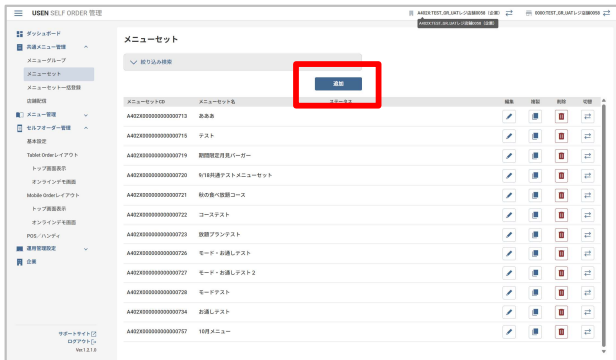 USEN SELF ORDER 管理
A402X:TEST_GR_UATレジ店舗0058 (企業)
0000:TEST_GR_UATレジ店舗0058
A402X:TEST_GR_UATレジ店舗0058 (企業)
ダッシュボード
共通メニュー管理
メニューグループ
メニューセット
メニューセット一括登録
店舗配信
メニュー管理
セルフオーダー管理
基本設定
Tablet Orderレイアウト
トップ画面表示
オンラインデモ画面
Mobile Orderレイアウト
トップ画面表示
オンラインデモ画面
POS/ハンディ
運用管理設定
企業
サポートサイト
ログアウト
Ver.1.21.0
メニューセット
絞り込み検索
追加
メニューセットCD メニューセット名 ステータス 編集 複製 削除 切替
A402X000000000000713 あああ
A402X000000000000715 テスト
A402X000000000000719 期間限定月見バーガー
A402X000000000000720 9/18共通テストメニューセット
A402X000000000000721 秋の食べ放題コース
A402X000000000000722 コーステスト
A402X000000000000723 放題プランテスト
A402X000000000000726 モード・お通しテスト
A402X000000000000727 モード・お通しテスト2
A402X000000000000728 モードテスト
A402X000000000000734 お通しテスト
A402X000000000000757 10月メニュー